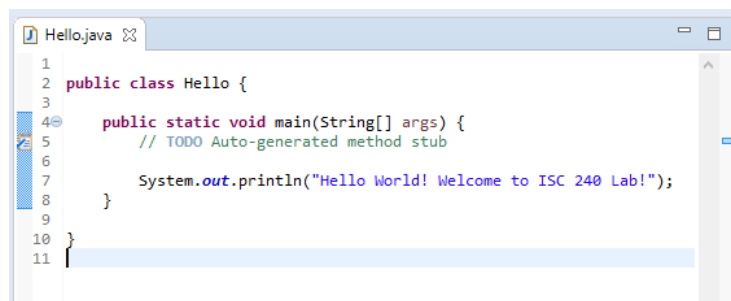 Hello.java
1
2 public class Hello {
3
4 public static void main(String[] args) {
5 // TODO Auto-generated method stub
6
7 System.out.println("Hello World! Welcome to ISC 240 Lab!");
8 }
9
10 }
11